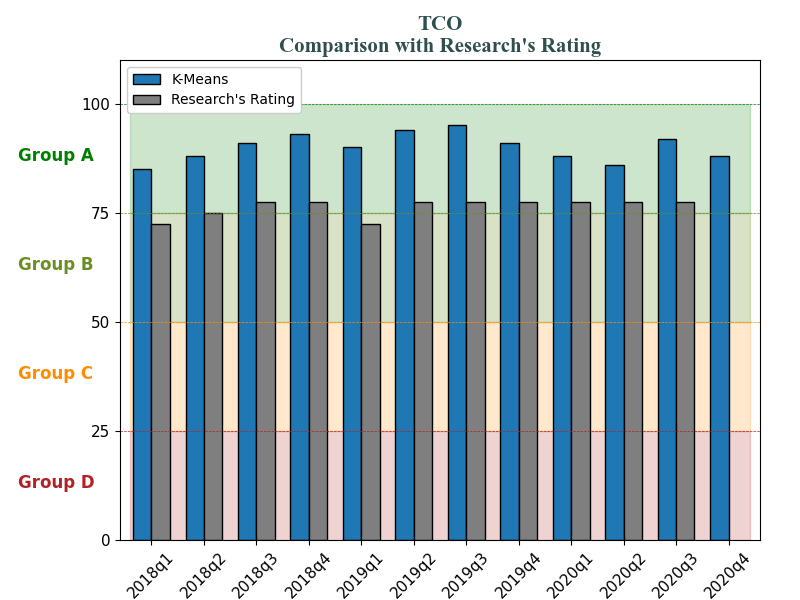 TCO
Comparison with Research's Rating
K-Means
Research's Rating
100
Group A
75
Group B
50
Group C
25
Group D
0
2018q1 2018q2 2018q3 2018q4 2019q1 2019q2 2019q3 2019q4 2020q1 2020q2 2020q3 2020q4